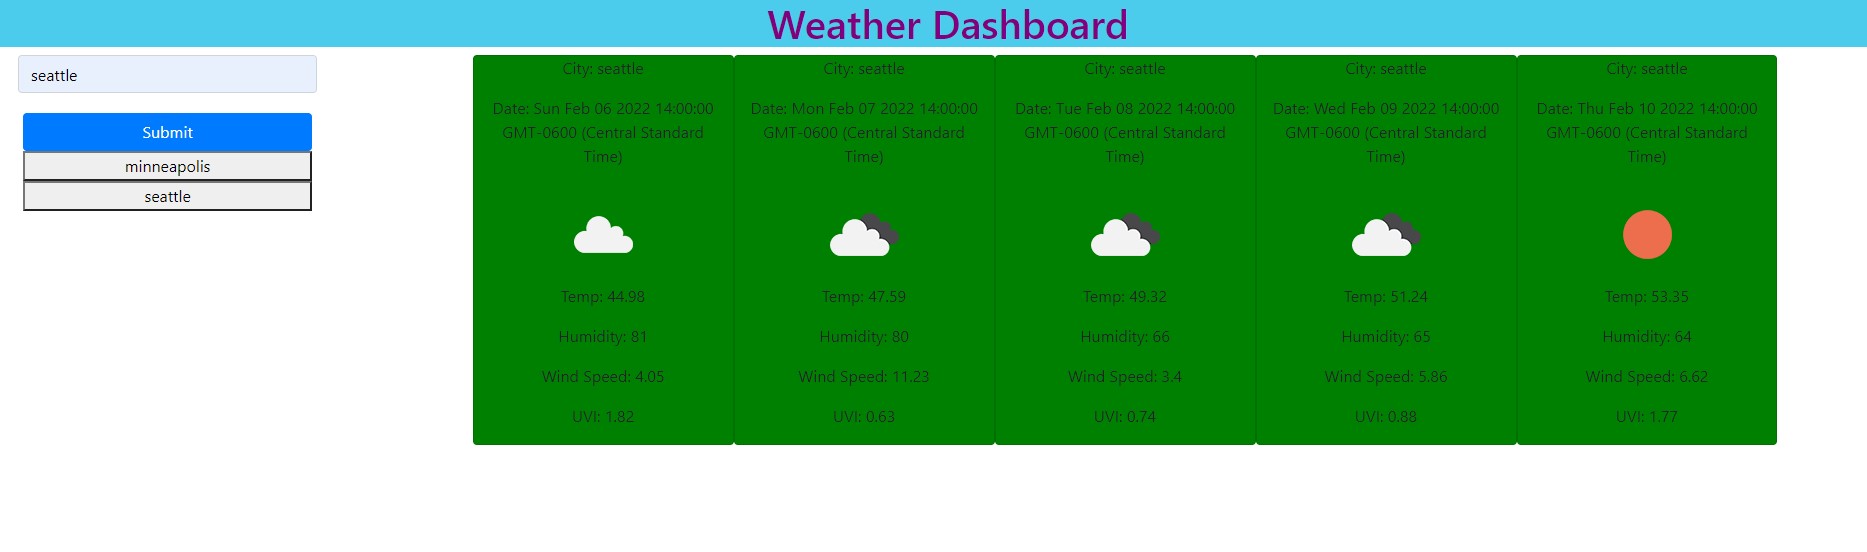 Weather Dashboard
seattle
Submit
minneapolis
seattle
City: seattle
Date: Sun Feb 06 2022 14:00:00
GMT-0600 (Central Standard
Time)
Temp: 44.98
Humidity: 81
Wind Speed: 4.05
UVI: 1.82
City: seattle
Date: Mon Feb 07 2022 14:00:00
GMT-0600 (Central Standard
Time)
Temp: 47.59
Humidity: 80
Wind Speed: 11.23
UVI: 0.63
City: seattle
Date: Tue Feb 08 2022 14:00:00
GMT-0600 (Central Standard
Time)
Temp: 49.32
Humidity: 66
Wind Speed: 3.4
UVI: 0.74
City: seattle
Date: Wed Feb 09 2022 14:00:00
GMT-0600 (Central Standard
Time)
Temp: 51.24
Humidity: 65
Wind Speed: 5.86
UVI: 0.88
City: seattle
Date: Thu Feb 10 2022 14:00:00
GMT-0600 (Central Standard
Time)
Temp: 53.35
Humidity: 64
Wind Speed: 6.62
UVI: 1.77